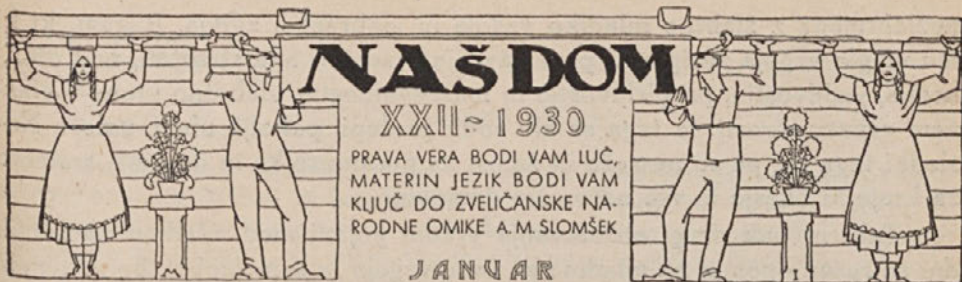 NAŠ DOM
XXII ~ 1930
PRAVA VERA BODI VAM LUČ,
MATERIN JEZIK BODI VAM
KLJUČ DO ZVELIČANSKE NA-
RODNE OMIKE A. M. SLOMŠEK
JANUAR